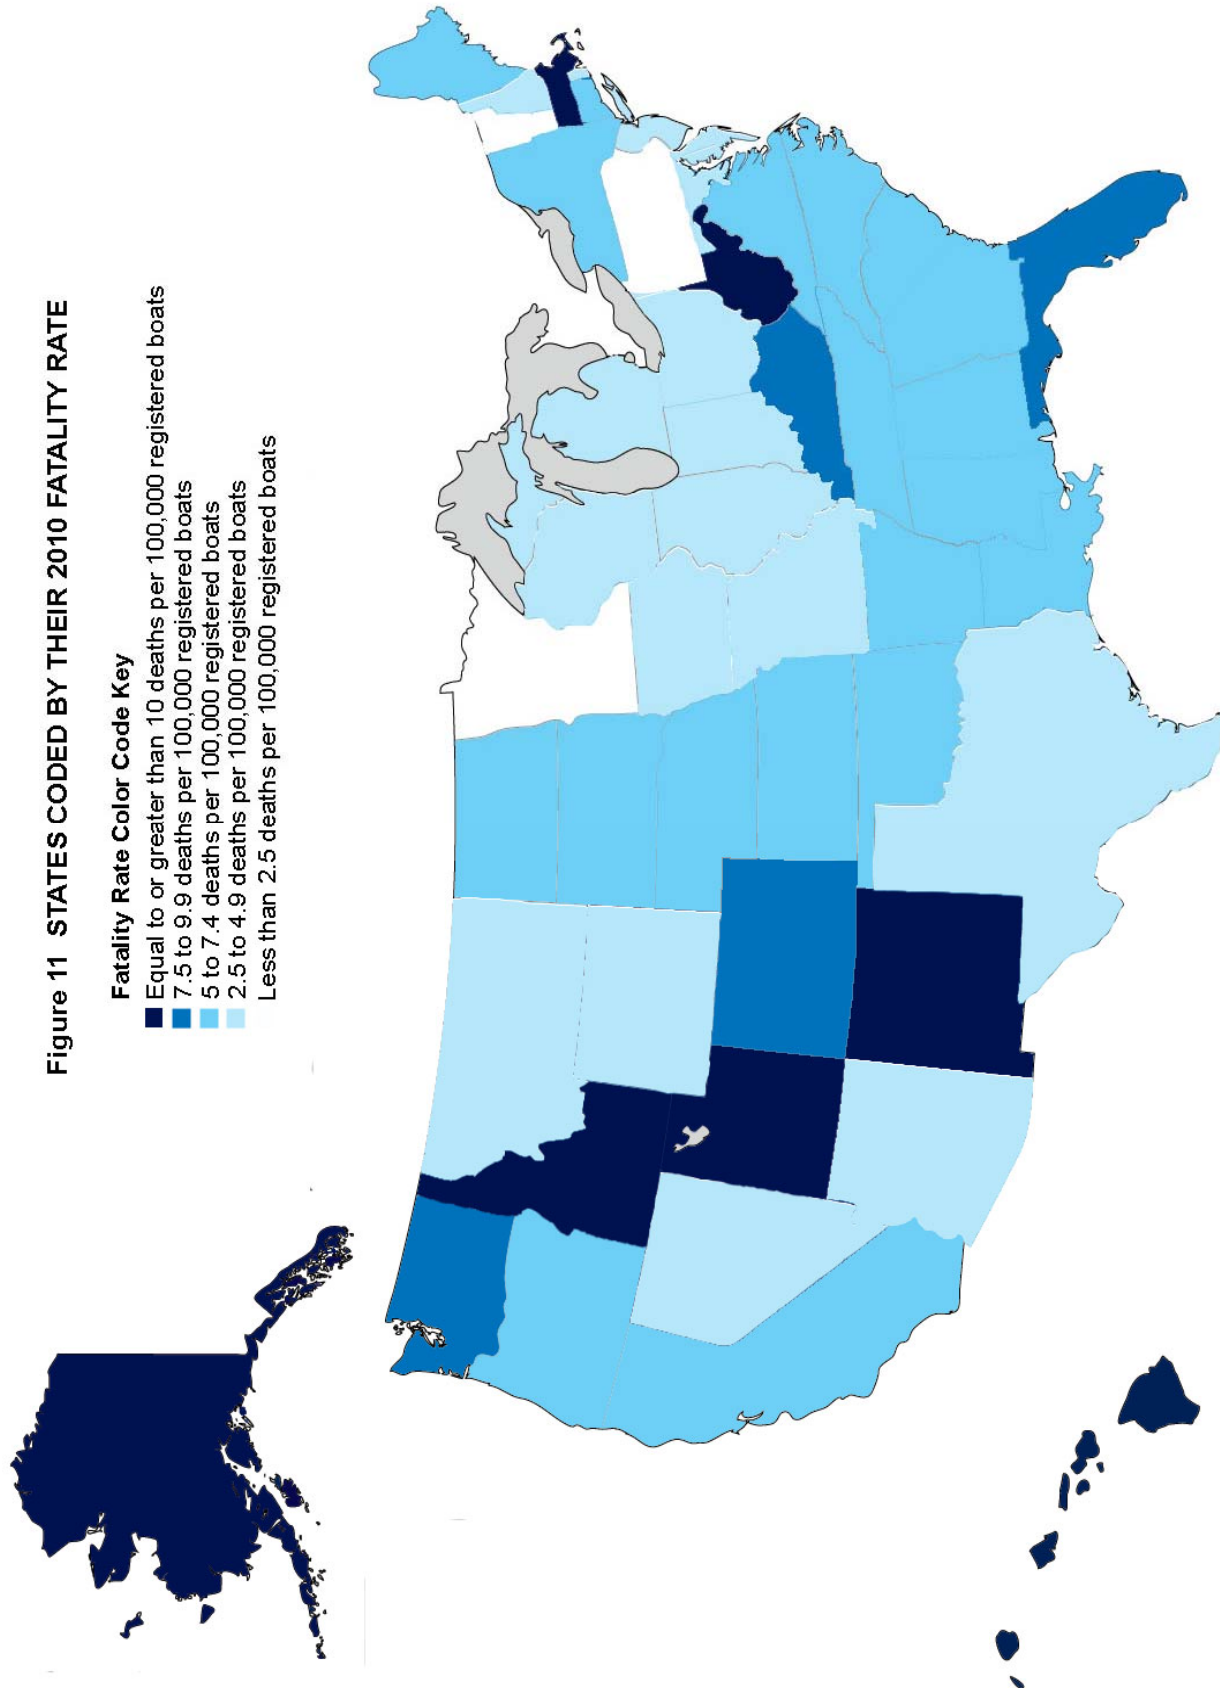 Figure 11 STATES CODED BY THEIR 2010 FATALITY RATE
Fatality Rate Color Code Key
Equal to or greater than 10 deaths per 100,000 registered boats
7.5 to 9.9 deaths per 100,000 registered boats
5 to 7.4 deaths per 100,000 registered boats
2.5 to 4.9 deaths per 100,000 registered boats
Less than 2.5 deaths per 100,000 registered boats